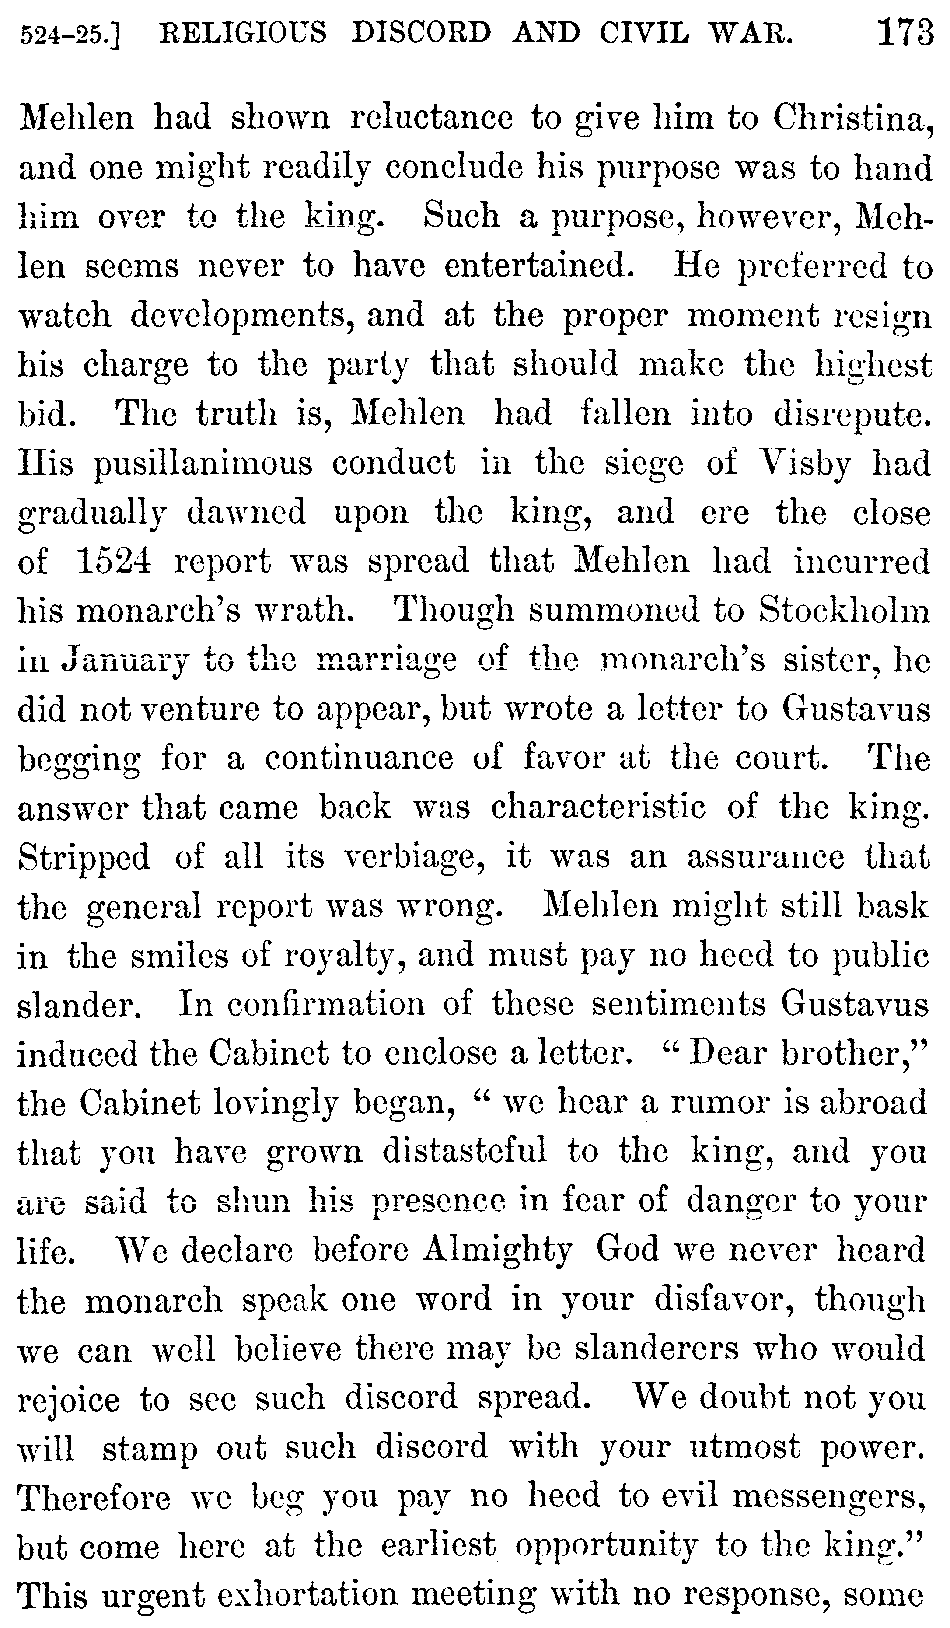 524–25.] RELIGIOUS DISCORD AND CIVIL WAR. 173
Mehlen had shown reluctance to give him to Christina,
and one might readily conclude his purpose was to hand
him over to the king. Such a purpose, however, Meh-
len seems never to have entertained. He preferred to
watch developments, and at the proper moment resign
his charge to the party that should make the highest
bid. The truth is, Mehlen had fallen into disrepute.
His pusillanimous conduct in the siege of Visby had
gradually dawned upon the king, and ere the close
of 1524 report was spread that Mehlen had incurred
his monarch's wrath. Though summoned to Stockholm
in January to the marriage of the monarch's sister, he
did not venture to appear, but wrote a letter to Gustavus
begging for a continuance of favor at the court. The
answer that came back was characteristic of the king.
Stripped of all its verbiage, it was an assurance that
the general report was wrong. Mehlen might still bask
in the smiles of royalty, and must pay no heed to public
slander. In confirmation of these sentiments Gustavus
induced the Cabinet to enclose a letter. “ Dear brother,”
the Cabinet lovingly began, “ we hear a rumor is abroad
that you have grown distasteful to the king, and you
are said to shun his presence in fear of danger to your
life. We declare before Almighty God we never heard
the monarch speak one word in your disfavor, though
we can well believe there may be slanderers who would
rejoice to see such discord spread. We doubt not you
will stamp out such discord with your utmost power.
Therefore we beg you pay no heed to evil messengers,
but come here at the earliest opportunity to the king.”
This urgent exhortation meeting with no response, some